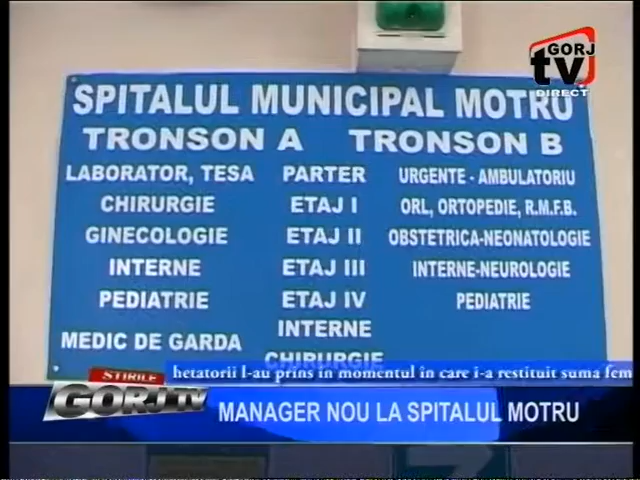 GORJ
tv
DIRECT
SPITALUL MUNICIPAL MOTRU
TRONSON A TRONSON B
LABORATOR, TESA PARTER URGENTE - AMBULATORIU
CHIRURGIE ETAJ I ORL, ORTOPEDIE, R.M.F.B.
GINECOLOGIE ETAJ II OBSTETRICA-NEONATOLOGIE
INTERNE ETAJ III INTERNE-NEUROLOGIE
PEDIATRIE ETAJ IV PEDIATRIE
MEDIC DE GARDA INTERNE
CHIRURGIE
hetatorii l-au prins in momentul în care i-a restituit suma fem
STIRILE
GORJ TV
MANAGER NOU LA SPITALUL MOTRU